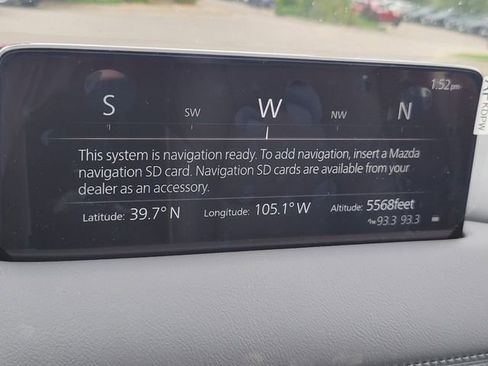 1:52pm
S SW W NW N
This system is navigation ready. To add navigation, insert a Mazda
navigation SD card. Navigation SD cards are available from your
dealer as an accessory.
Latitude: 39.7° N Longitude: 105.1° W Altitude: 5568feet
93.3 93.3